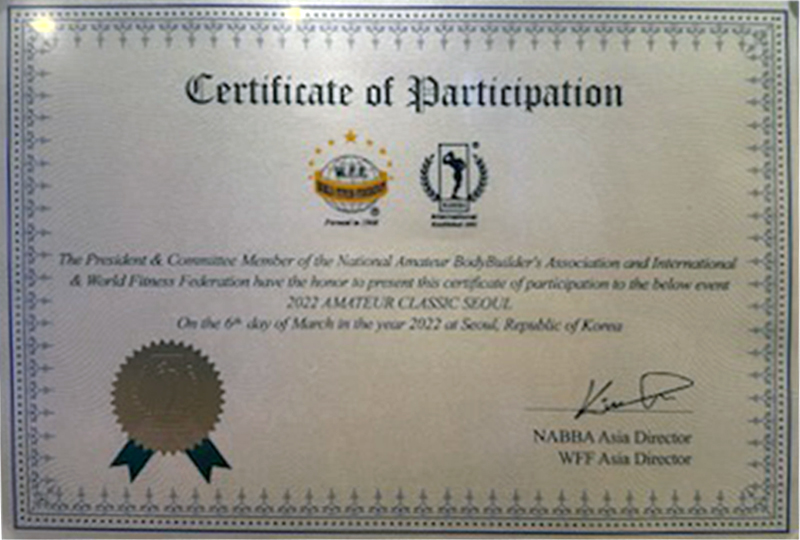 Certificate of Participation
W.F.F.
International
The President & Committee Member of the National Amateur BodyBuilder's Association and International
& World Fitness Federation have the honor to present this certificate of participation to the below event
2022 AMATEUR CLASSIC SEOUL
On the 6th day of March in the year 2022 at Seoul, Republic of Korea
NABBA Asia Director
WFF Asia Director